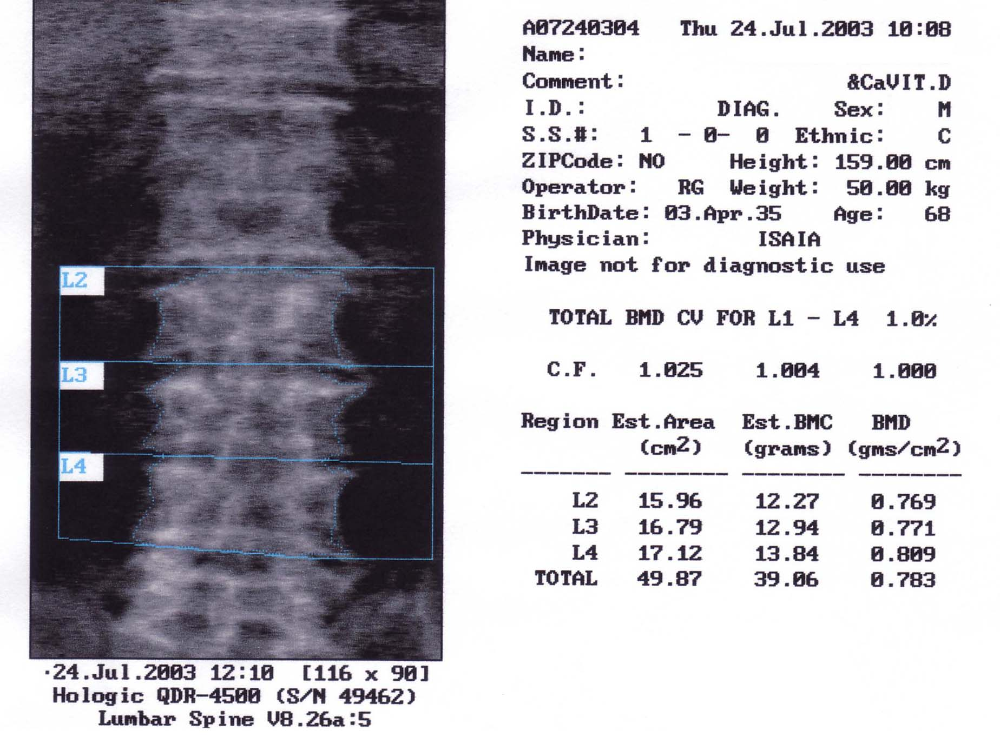 L2
L3
L4
·24.Jul.2003 12:10 [116 x 90]
Hologic QDR-4500 (S/N 49462)
Lumbar Spine V8.26a:5
A07240304 Thu 24.Jul.2003 10:08
Name:
Comment: &CaVIT.D
I.D.: DIAG. Sex: M
S.S.#: 1 - 0- 0 Ethnic: C
ZIPCode: NO Height: 159.00 cm
Operator: RG Weight: 50.00 kg
BirthDate: 03.Apr.35 Age: 68
Physician: ISAIA
Image not for diagnostic use
TOTAL BMD CV FOR L1 - L4 1.0%
C.F. 1.025 1.004 1.000
Region Est.Area Est.BMC BMD
(cm2) (grams) (gms/cm2)
------- -------- -------- --------
L2 15.96 12.27 0.769
L3 16.79 12.94 0.771
L4 17.12 13.84 0.809
TOTAL 49.87 39.06 0.783